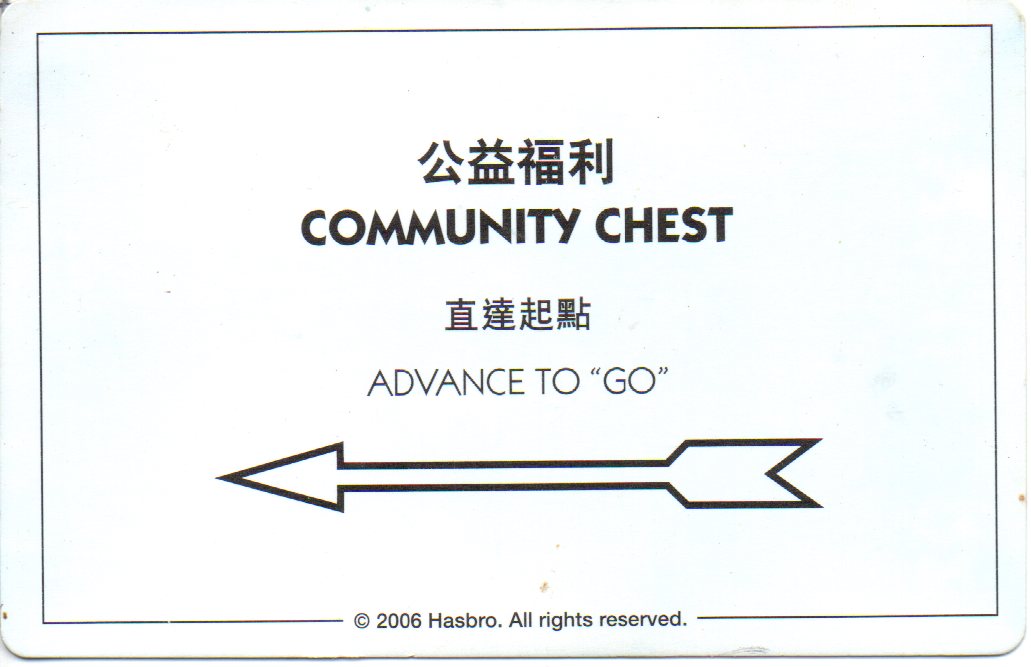 公益福利
COMMUNITY CHEST
直達起點
ADVANCE TO “GO”
© 2006 Hasbro. All rights reserved.